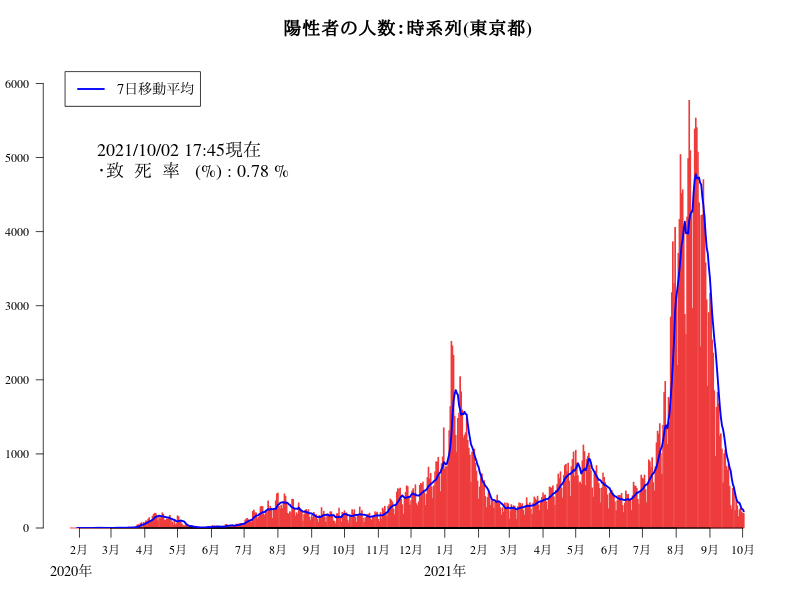 陽性者の人数:時系列(東京都)
7日移動平均
2021/10/02 17:45現在
・致 死 率 (%) : 0.78 %
6000
5000
4000
3000
2000
1000
0
2月 3月 4月 5月 6月 7月 8月 9月 10月 11月 12月 1月 2月 3月 4月 5月 6月 7月 8月 9月 10月
2020年 2021年